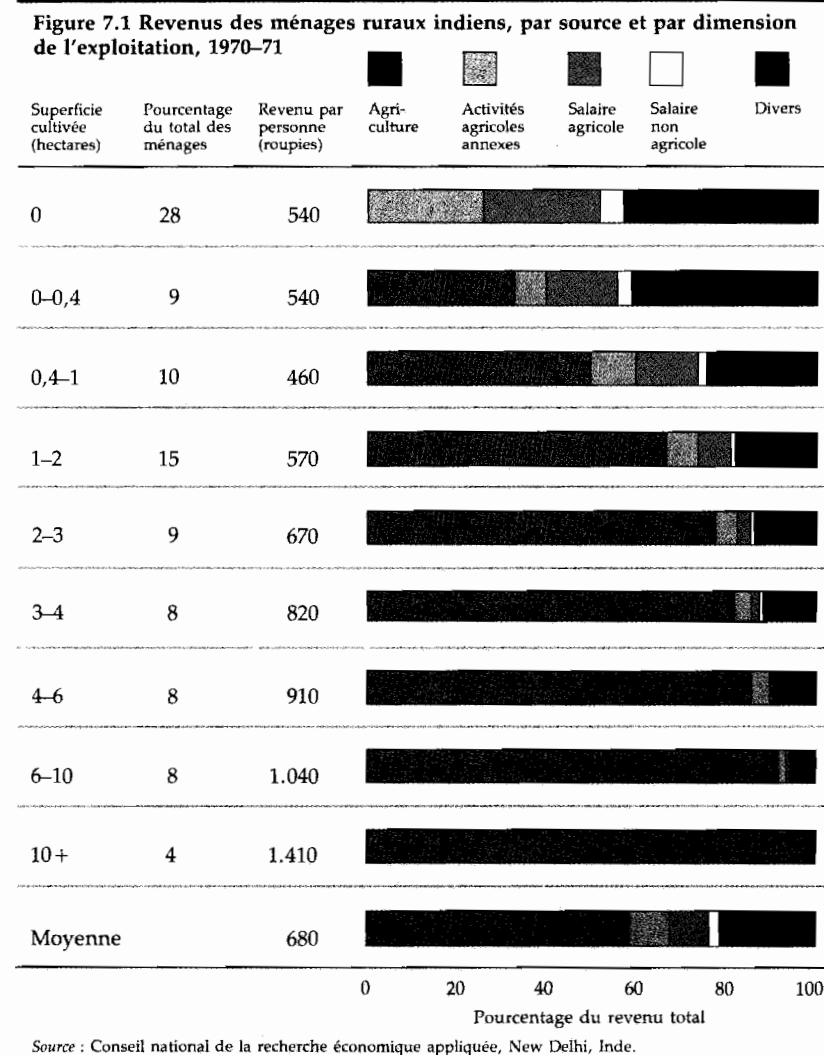 Figure 7.1 Revenus des ménages ruraux indiens, par source et par dimension
de l'exploitation, 1970–71
Superficie
cultivée
(hectares)
Pourcentage
du total des
ménages
Revenu par
personne
(roupies)
Agri-
culture
Activités
agricoles
annexes
Salaire
agricole
Salaire
non
agricole
Divers
0 28 540
0–0,4 9 540
0,4–1 10 460
1–2 15 570
2–3 9 670
3–4 8 820
4–6 8 910
6–10 8 1.040
10+ 4 1.410
Moyenne 680
0 20 40 60 80 100
Pourcentage du revenu total
Source : Conseil national de la recherche économique appliquée, New Delhi, Inde.